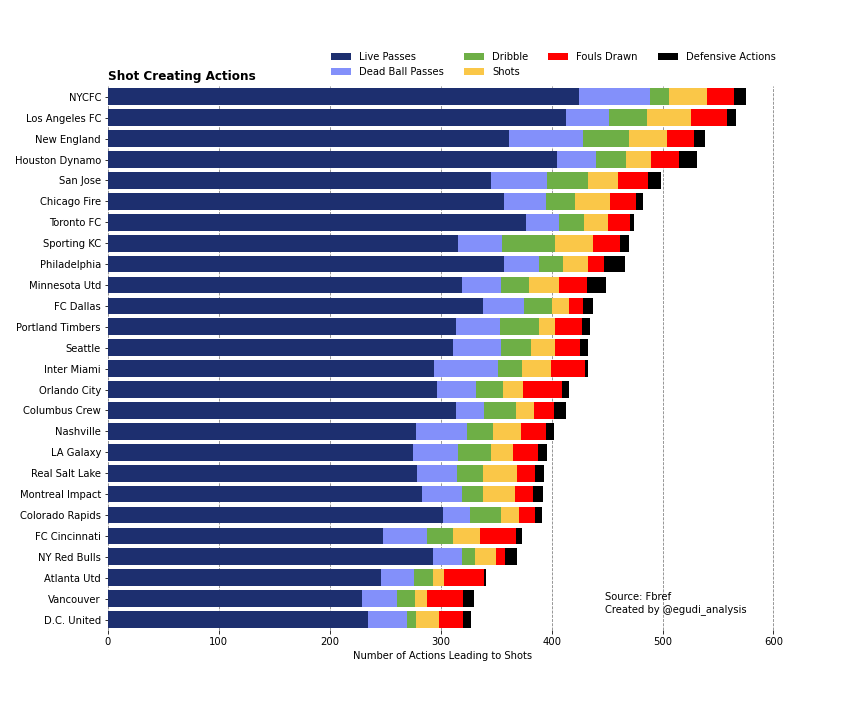 Live Passes Dribble Fouls Drawn Defensive Actions
Dead Ball Passes Shots
Shot Creating Actions
NYCFC
Los Angeles FC
New England
Houston Dynamo
San Jose
Chicago Fire
Toronto FC
Sporting KC
Philadelphia
Minnesota Utd
FC Dallas
Portland Timbers
Seattle
Inter Miami
Orlando City
Columbus Crew
Nashville
LA Galaxy
Real Salt Lake
Montreal Impact
Colorado Rapids
FC Cincinnati
NY Red Bulls
Atlanta Utd
Vancouver
D.C. United
Source: Fbref
Created by @egudi_analysis
0 100 200 300 400 500 600
Number of Actions Leading to Shots